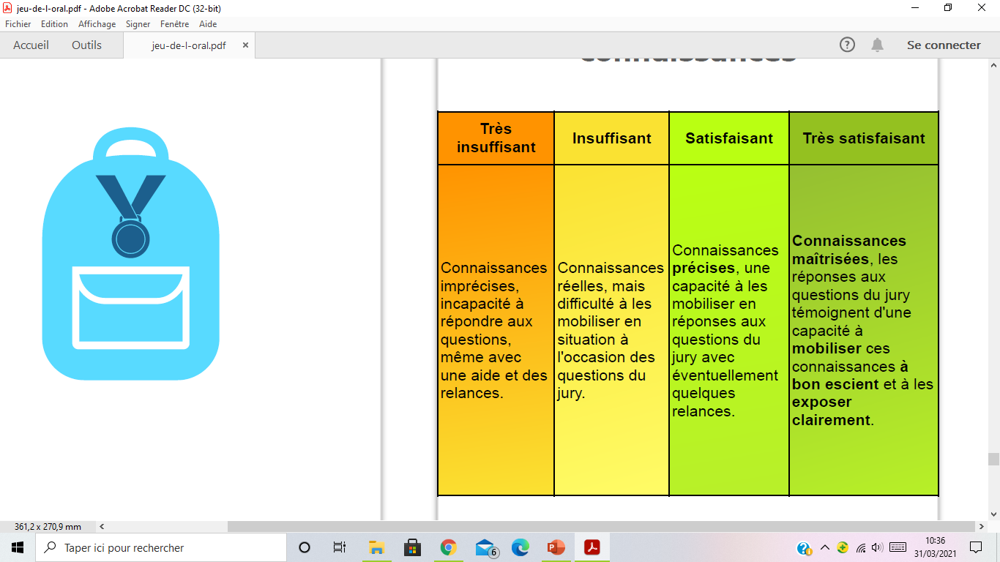 jeu-de-l-oral.pdf - Adobe Acrobat Reader DC (32-bit)
Fichier Edition Affichage Signer Fenêtre Aide
Accueil Outils jeu-de-l-oral.pdf × Se connecter
connaissances
Très
insuffisant
Insuffisant
Satisfaisant
Très satisfaisant
Connaissances
imprécises,
incapacité à
répondre aux
questions,
même avec
une aide et des
relances.
Connaissances
réelles, mais
difficulté à les
mobiliser en
situation à
l'occasion des
questions du
jury.
Connaissances
précises, une
capacité à les
mobiliser en
réponses aux
questions du
jury avec
éventuellement
quelques
relances.
Connaissances
maîtrisées, les
réponses aux
questions du jury
témoignent d'une
capacité à
mobiliser ces
connaissances à
bon escient et à les
exposer
clairement.
361,2 x 270,9 mm
Taper ici pour rechercher
6
10:36
31/03/2021